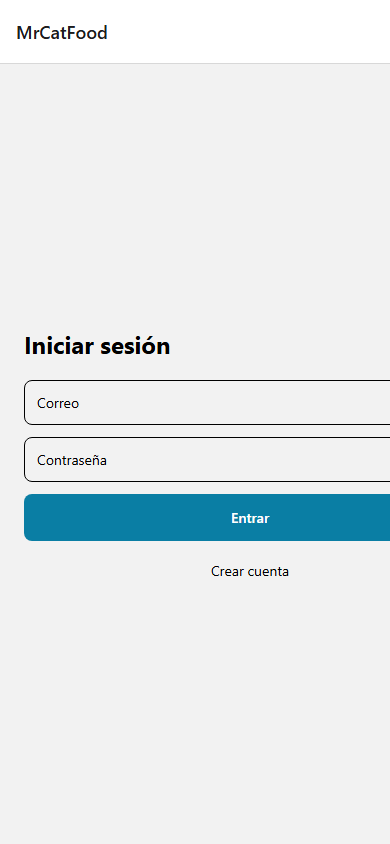 MrCatFood
Iniciar sesión
Correo
Contraseña
Entrar
Crear cuenta